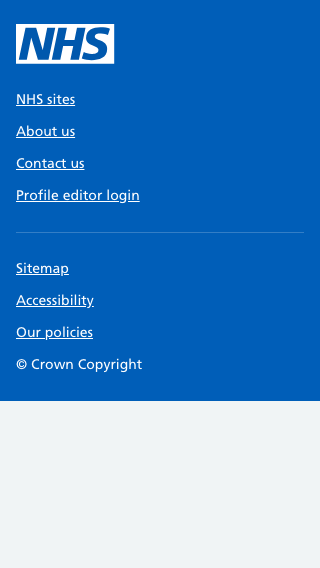 NHS
NHS sites
About us
Contact us
Profile editor login
Sitemap
Accessibility
Our policies
© Crown Copyright